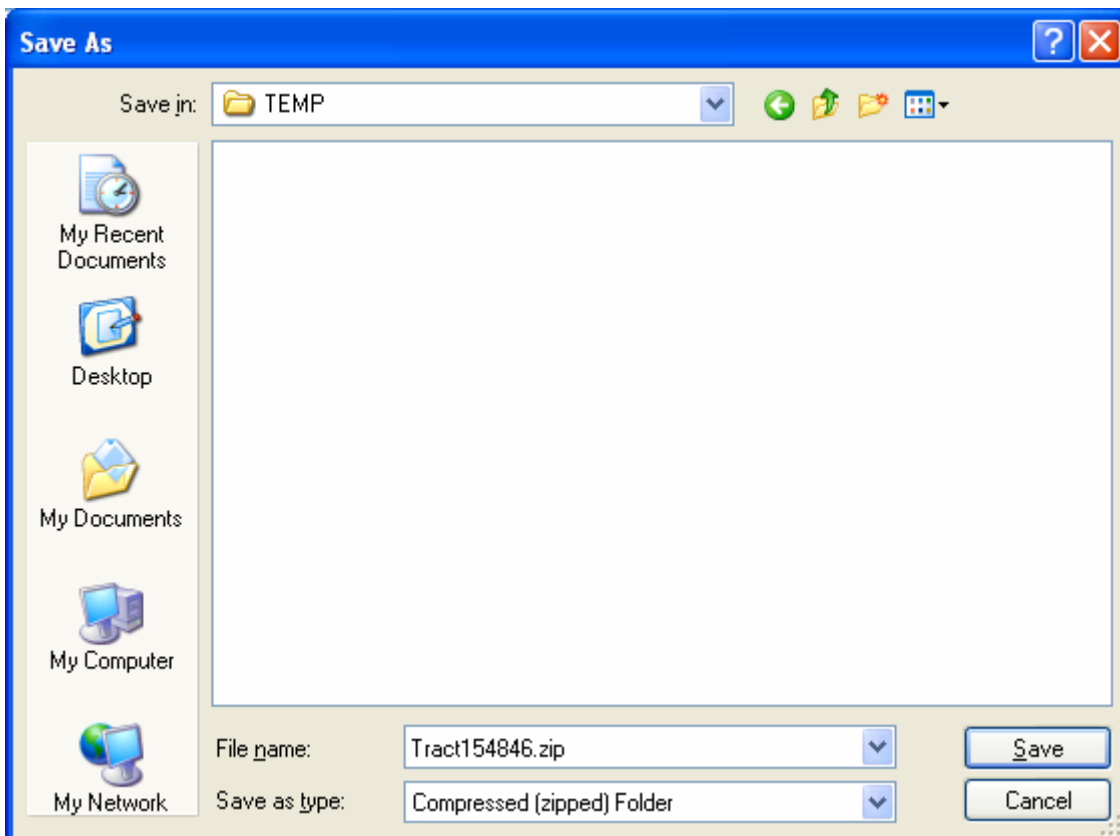 Save As
Save in:
TEMP
My Recent
Documents
Desktop
My Documents
My Computer
My Network
File name:
Tract154846.zip
Save
Save as type:
Compressed (zipped) Folder
Cancel